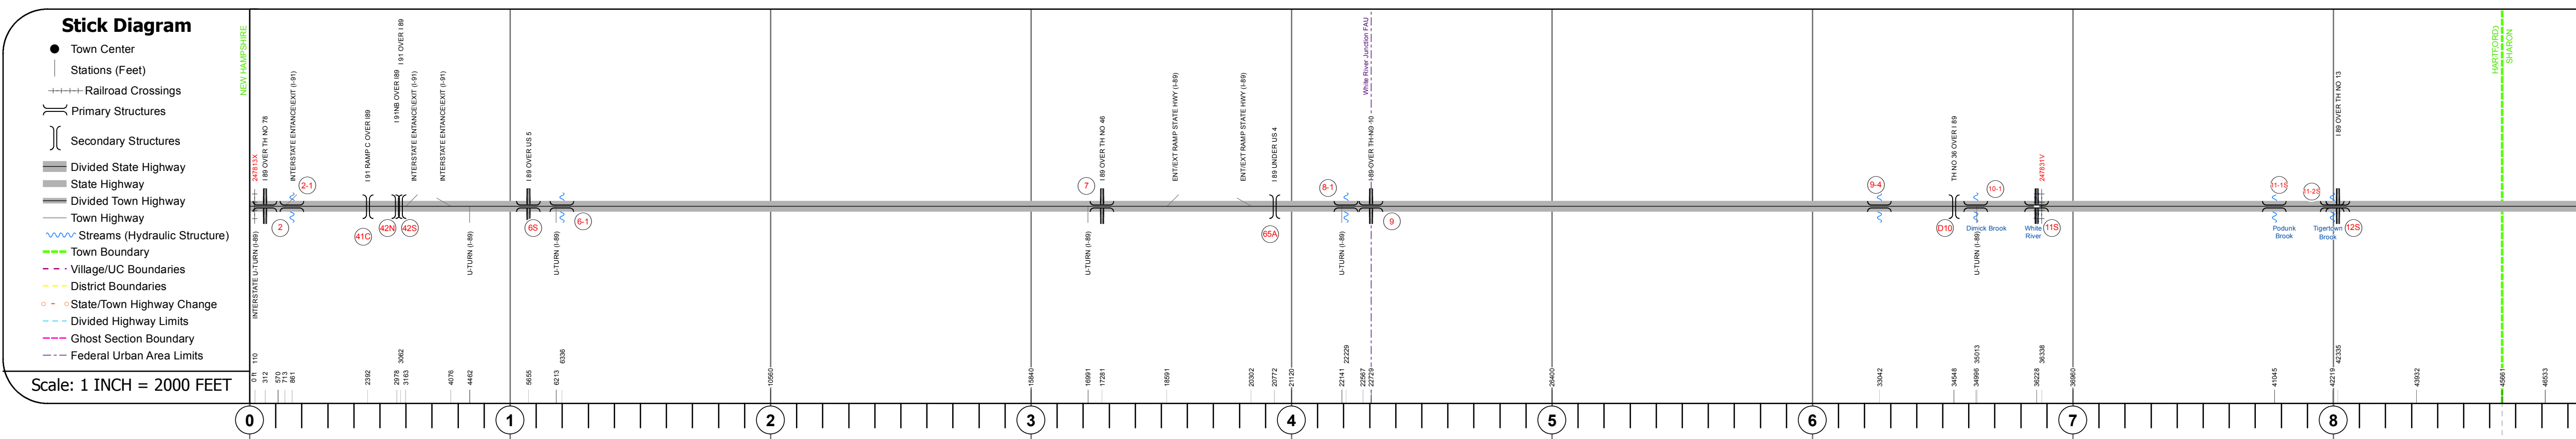 Stick Diagram
Town Center
Stations (Feet)
Railroad Crossings
Primary Structures
Secondary Structures
Divided State Highway
State Highway
Divided Town Highway
Town Highway
Streams (Hydraulic Structure)
Town Boundary
Village/UC Boundaries
District Boundaries
State/Town Highway Change
Divided Highway Limits
Ghost Section Boundary
Federal Urban Area Limits
Scale: 1 INCH = 2000 FEET
NEW HAMPSHIRE
247813X
I 89 OVER TH NO 78
INTERSTATE ENTANCE\EXIT (I-91)
I 91 RAMP C OVER I89
I 91NB OVER I89
I 91 OVER I 89
INTERSTATE ENTANCE\EXIT (I-91)
INTERSTATE ENTANCE\EXIT (I-91)
I 89 OVER US 5
I 89 OVER TH NO 46
ENT/EXT RAMP STATE HWY (I-89)
ENT/EXT RAMP STATE HWY (I-89)
I 89 UNDER US 4
White River Junction FAU
I 89 OVER TH NO 10
TH NO 36 OVER I 89
247831V
I 89 OVER TH NO 13
HARTFORD)
SHARON
2-1
2
41C
42N
42S
6S
6-1
7
65A
8-1
9
9-4
D10
10-1
11S
11-1S
11-2S
12S
Dimick Brook
White
River
Podunk
Brook
Tigertown
Brook
INTERSTATE U-TURN (I-89)
U-TURN (I-89)
U-TURN (I-89)
U-TURN (I-89)
U-TURN (I-89)
U-TURN (I-89)
0 ft
110
312
570
713
861
2392
2978
3062
3163
4076
4462
5655
6213
6336
10560
15840
16991
17281
18591
20302
20772
21120
22141
22229
22567
22729
26400
33042
34548
34996
35013
36228
36338
36960
41045
42219
42335
43932
45661
46533
0
1
2
3
4
5
6
7
8